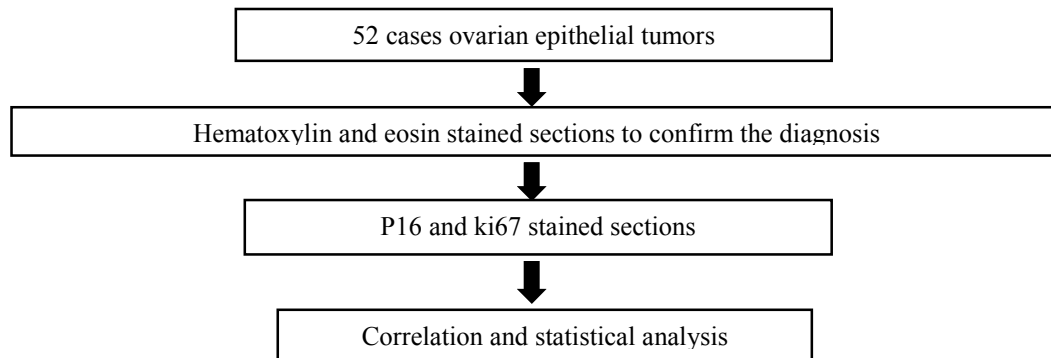 52 cases ovarian epithelial tumors
Hematoxylin and eosin stained sections to confirm the diagnosis
P16 and ki67 stained sections
Correlation and statistical analysis